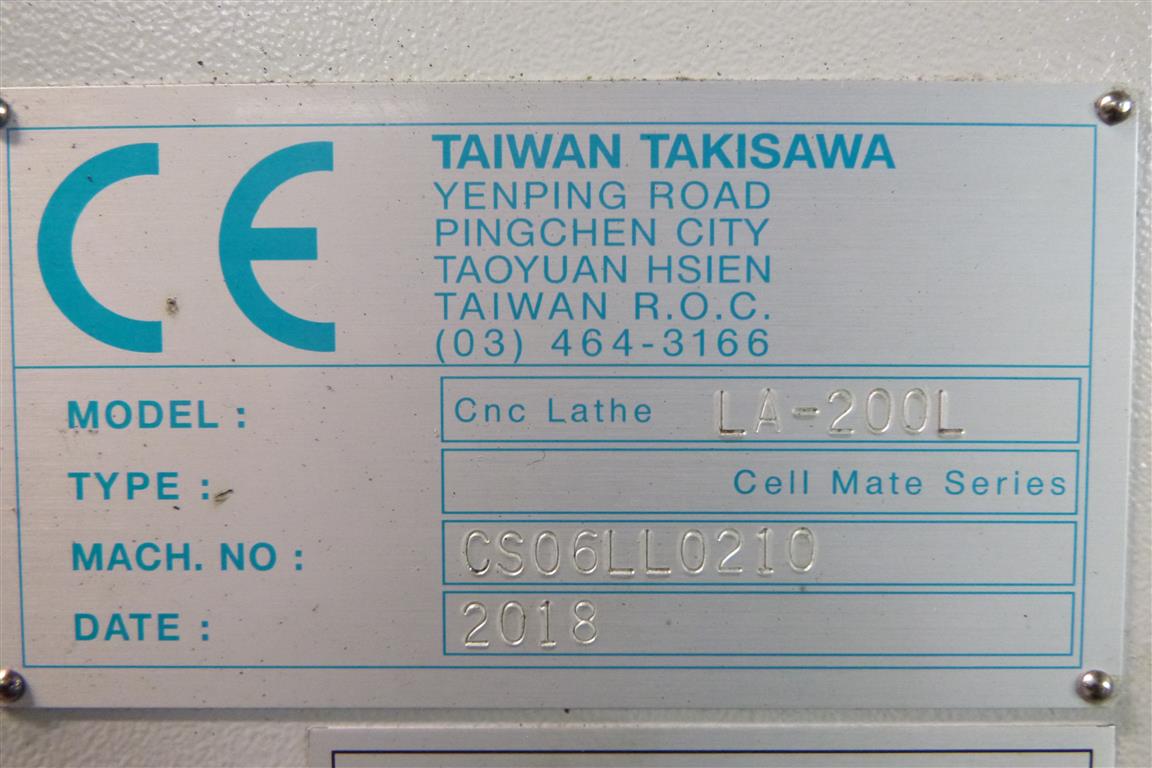 CE
TAIWAN TAKISAWA
YENPING ROAD
PINGCHEN CITY
TAOYUAN HSIEN
TAIWAN R.O.C.
(03) 464-3166
MODEL : Cnc Lathe LA-200L
TYPE : Cell Mate Series
MACH. NO : CS06LL0210
DATE : 2018